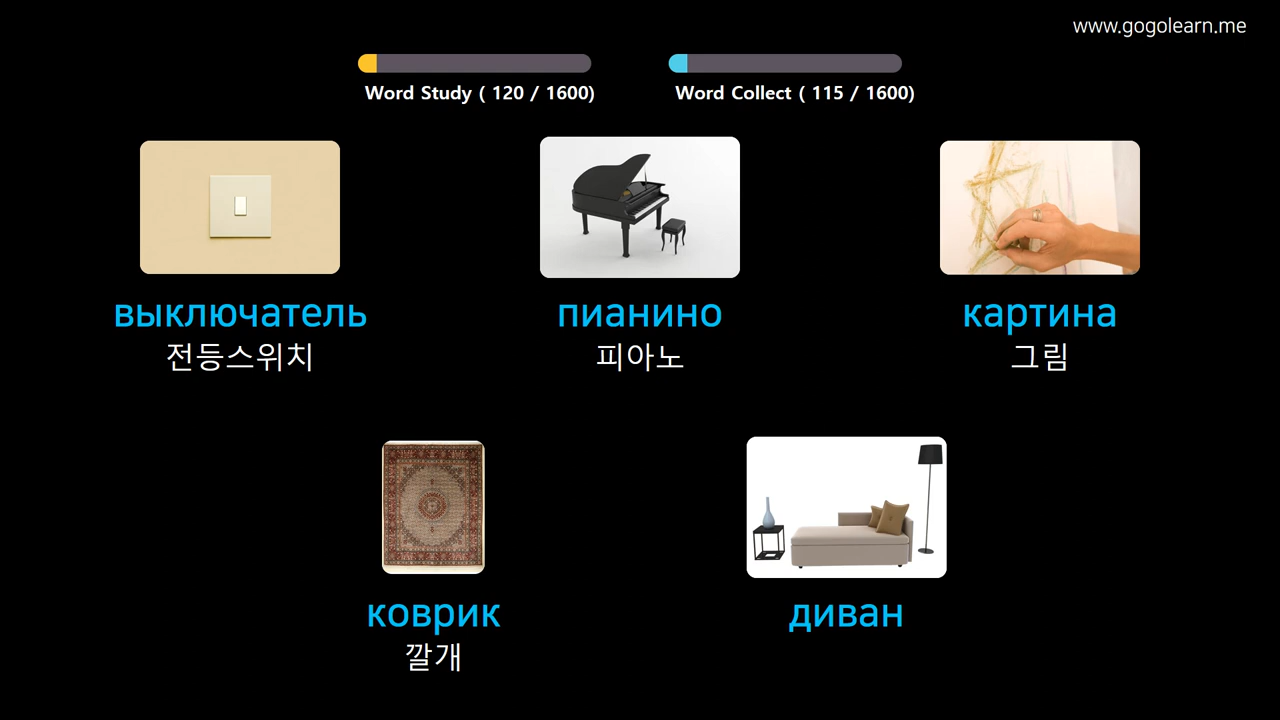 www.gogolearn.me
Word Study ( 120 / 1600)
Word Collect ( 115 / 1600)
выключатель
전등스위치
пианино
피아노
картина
그림
коврик
깔개
диван